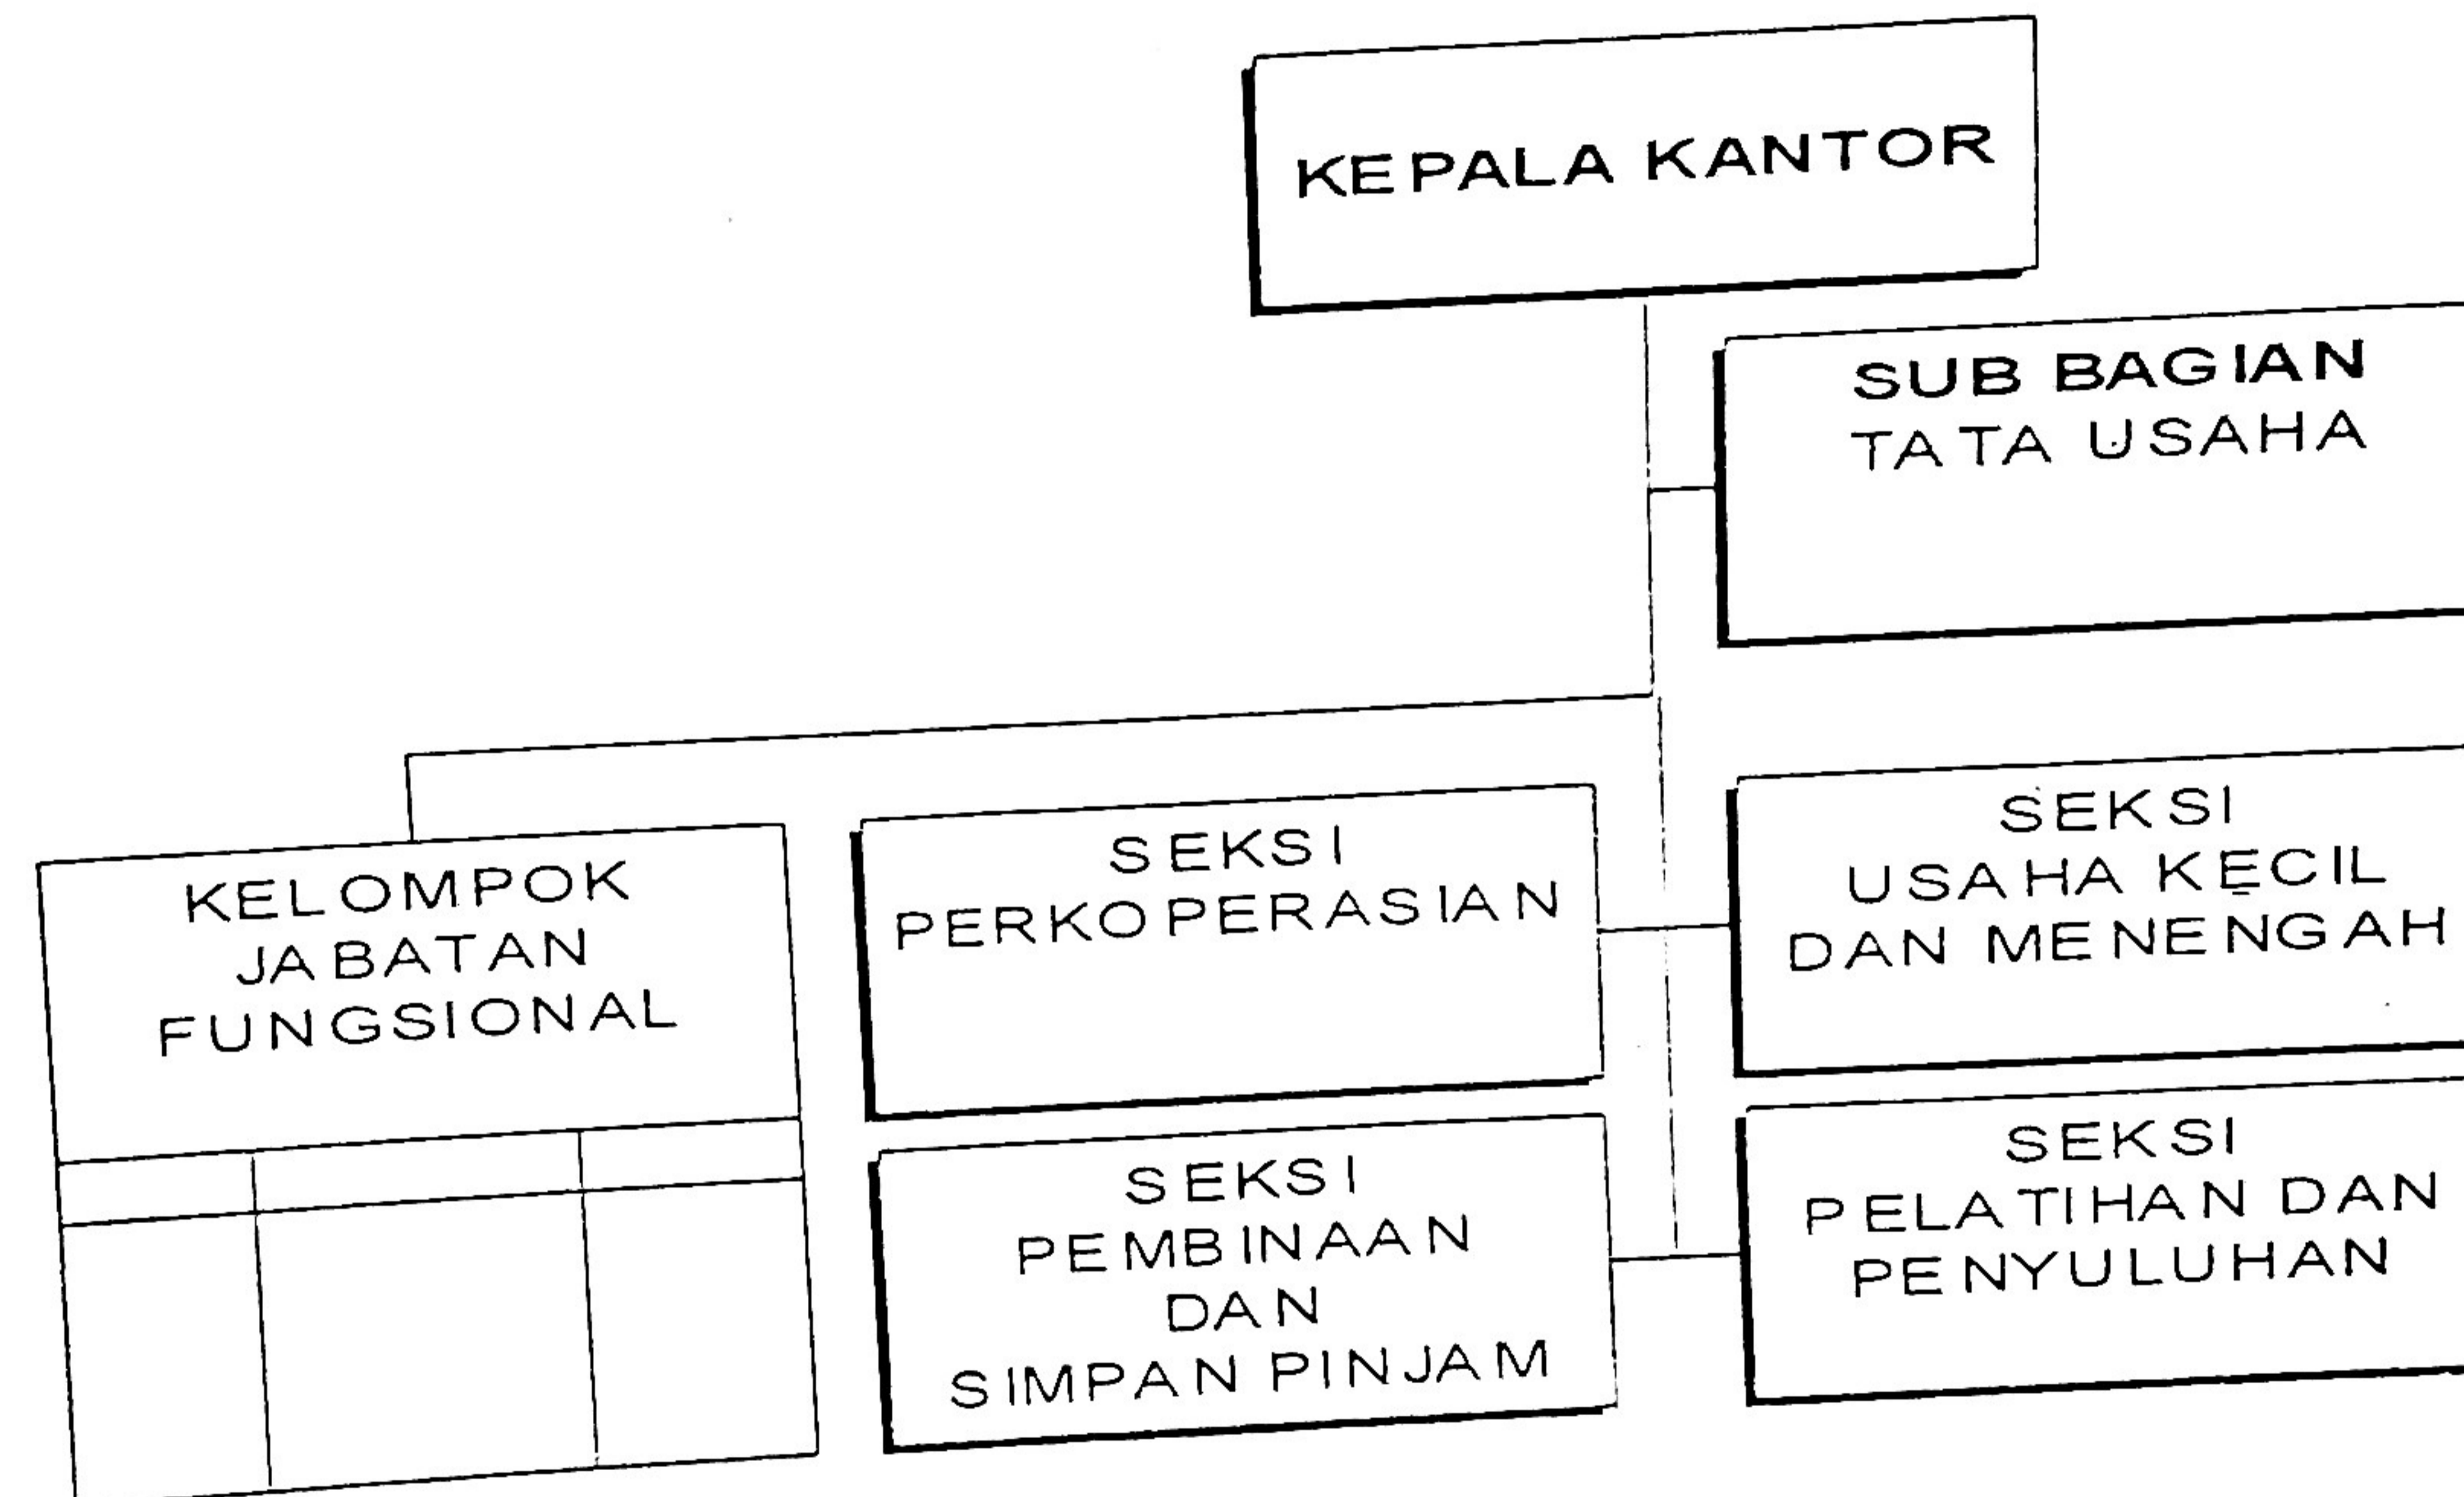 KEPALA KANTOR
SUB BAGIAN
TATA USAHA
KELOMPOK
JABATAN
FUNGSIONAL
SEKSI
PERKOPERASIAN
SEKSI
USAHA KECIL
DAN MENENGAH
SEKSI
PEMBINAAN
DAN
SIMPAN PINJAM
SEKSI
PELATIHAN DAN
PENYULUHAN